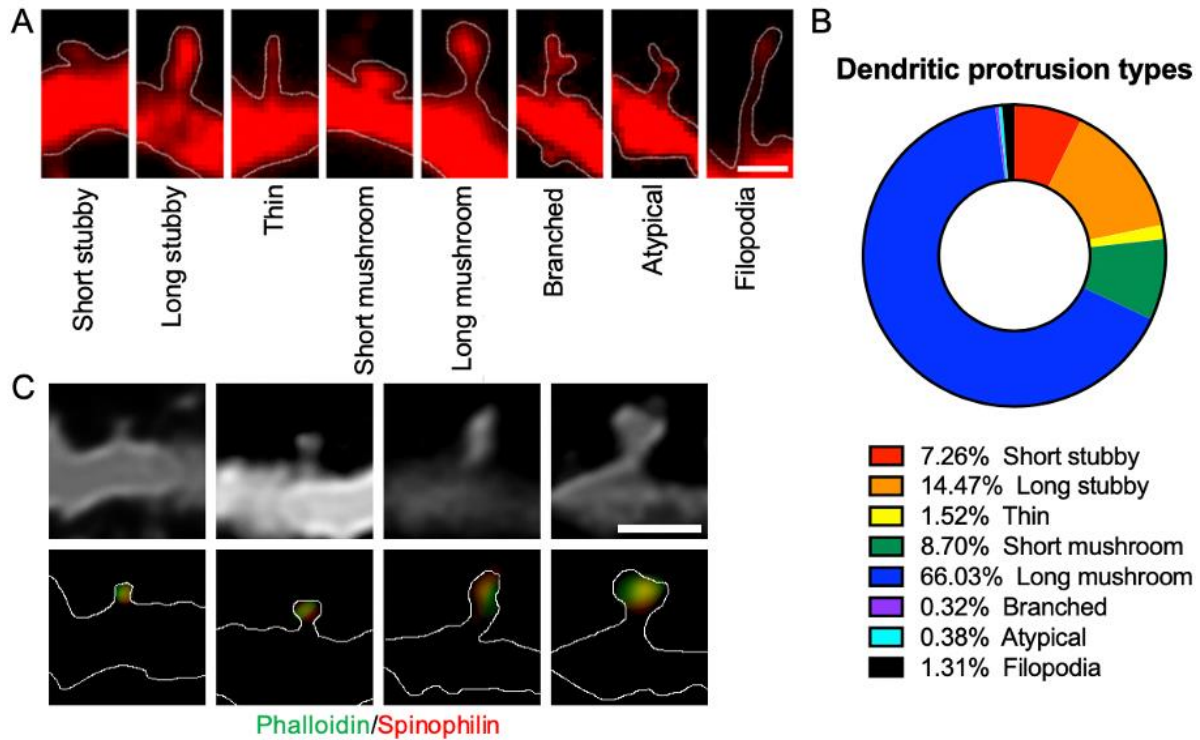 A
Short stubby
Long stubby
Thin
Short mushroom
Long mushroom
Branched
Atypical
Filopodia
B
Dendritic protrusion types
7.26% Short stubby
14.47% Long stubby
1.52% Thin
8.70% Short mushroom
66.03% Long mushroom
0.32% Branched
0.38% Atypical
1.31% Filopodia
C
Phalloidin/Spinophilin